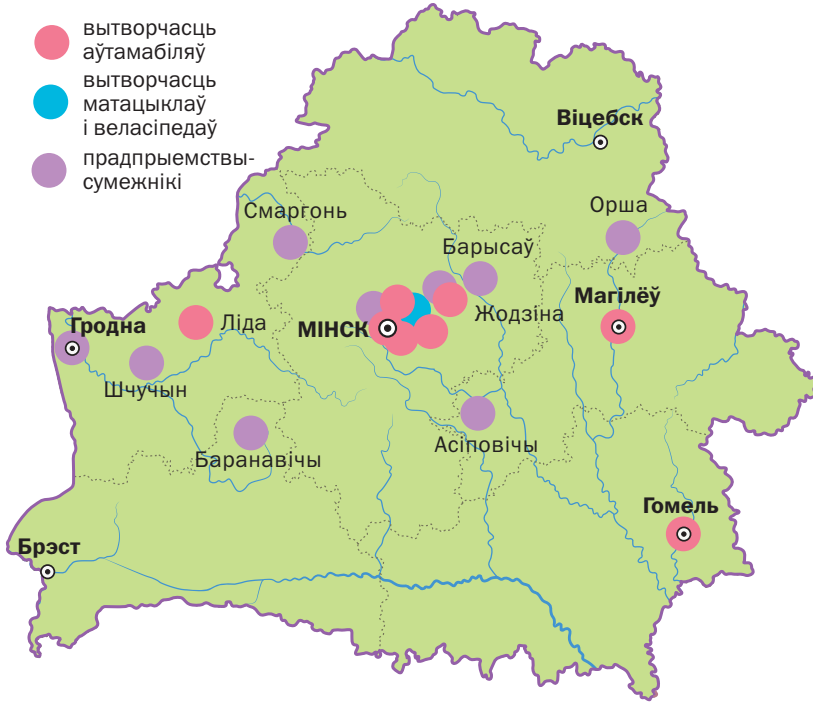 вытворчасць
аўтамабіляў
вытворчасць
матацыклаў
і веласіпедаў
прадпрыемствы-
сумежнікі
Віцебск
Смаргонь
Орша
Барысаў
Магілёў
Гродна
Ліда
МІНСК
Жодзіна
Шчучын
Баранавічы
Асіповічы
Гомель
Брэст